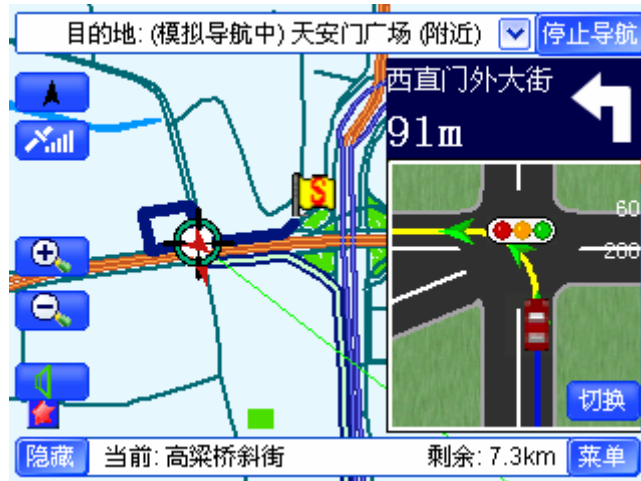 目的地: (模拟导航中) 天安门广场 (附近)
停止导航
西直门外大街
91m
S
60
200
切换
隐藏
当前: 高粱桥斜街
剩余: 7.3km
菜单